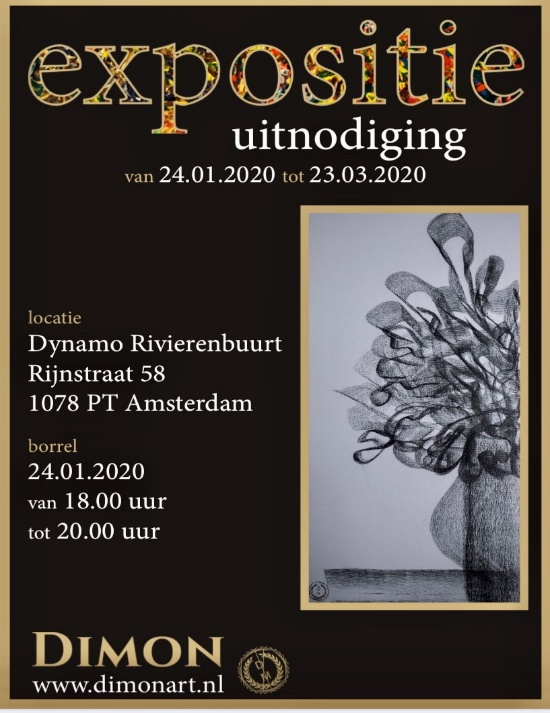 expositie
uitnodiging
van 24.01.2020 tot 23.03.2020
locatie
Dynamo Rivierenbuurt
Rijnstraat 58
1078 PT Amsterdam
borrel
24.01.2020
van 18.00 uur
tot 20.00 uur
DIMON
www.dimonart.nl